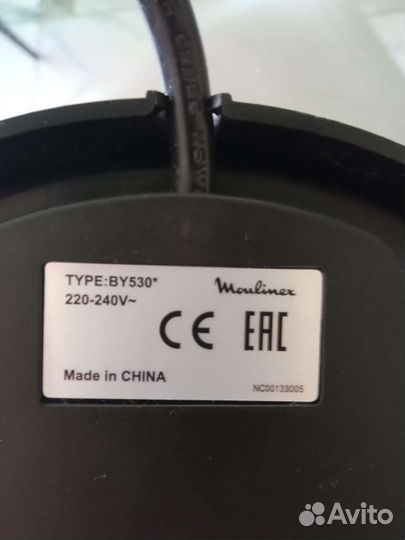 TYPE:BY530*
Moulinex
220-240V~
CE EAC
Made in CHINA
NC00133005
Avito